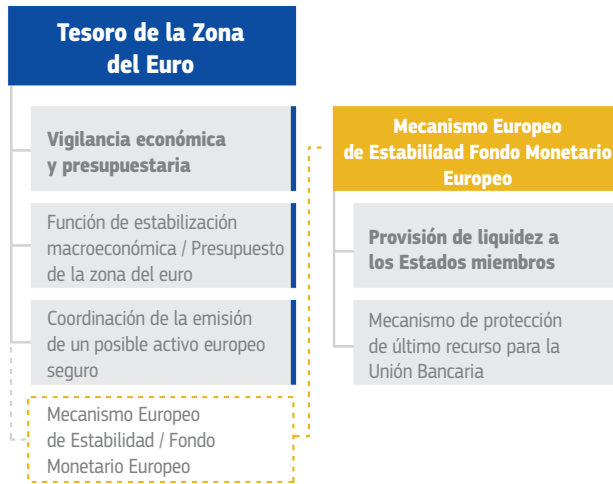 Tesoro de la Zona
del Euro
Vigilancia económica
y presupuestaria
Función de estabilización
macroeconómica / Presupuesto
de la zona del euro
Coordinación de la emisión
de un posible activo europeo
seguro
Mecanismo Europeo
de Estabilidad / Fondo
Monetario Europeo
Mecanismo Europeo
de Estabilidad Fondo Monetario
Europeo
Provisión de liquidez a
los Estados miembros
Mecanismo de protección
de último recurso para la
Unión Bancaria